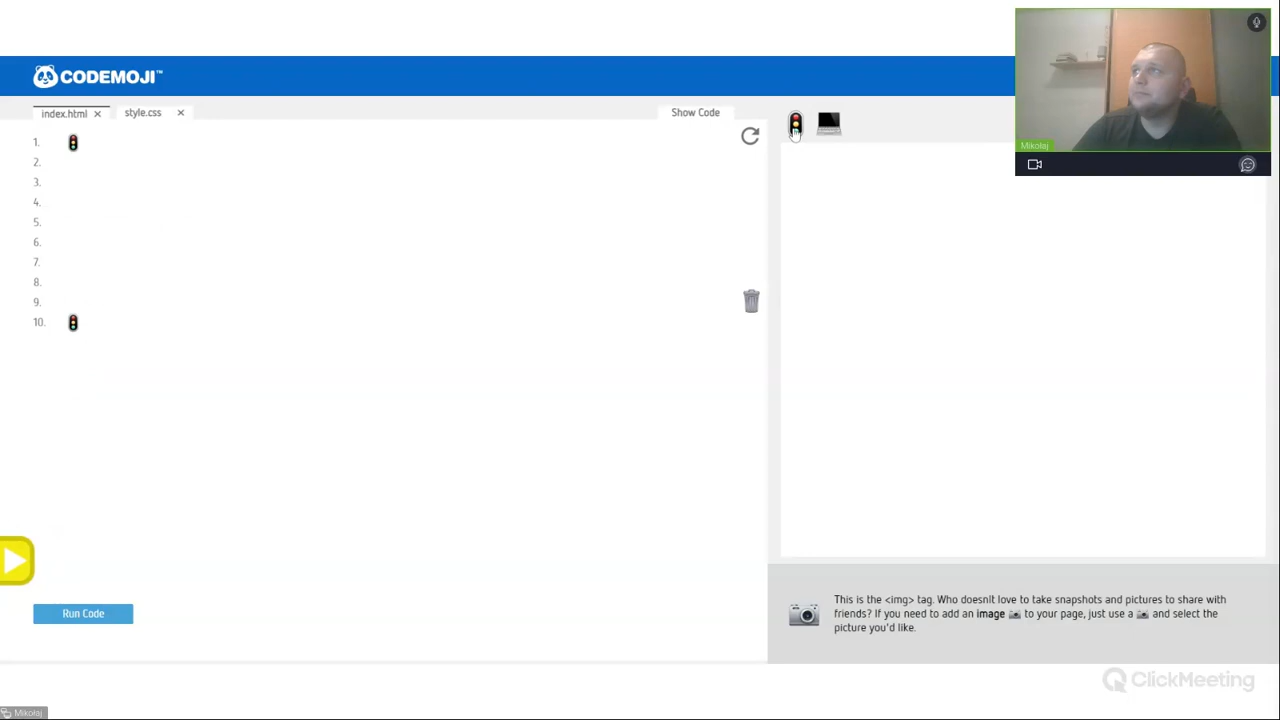 CODEMOJI™
index.html ×
style.css ×
Show Code
1.
2.
3.
4.
5.
6.
7.
8.
9.
10.
Run Code
This is the <img> tag. Who doesnIt love to take snapshots and pictures to share with
friends? If you need to add an image to your page, just use a and select the
picture you'd like.
Mikołaj
ClickMeeting
Mikołaj